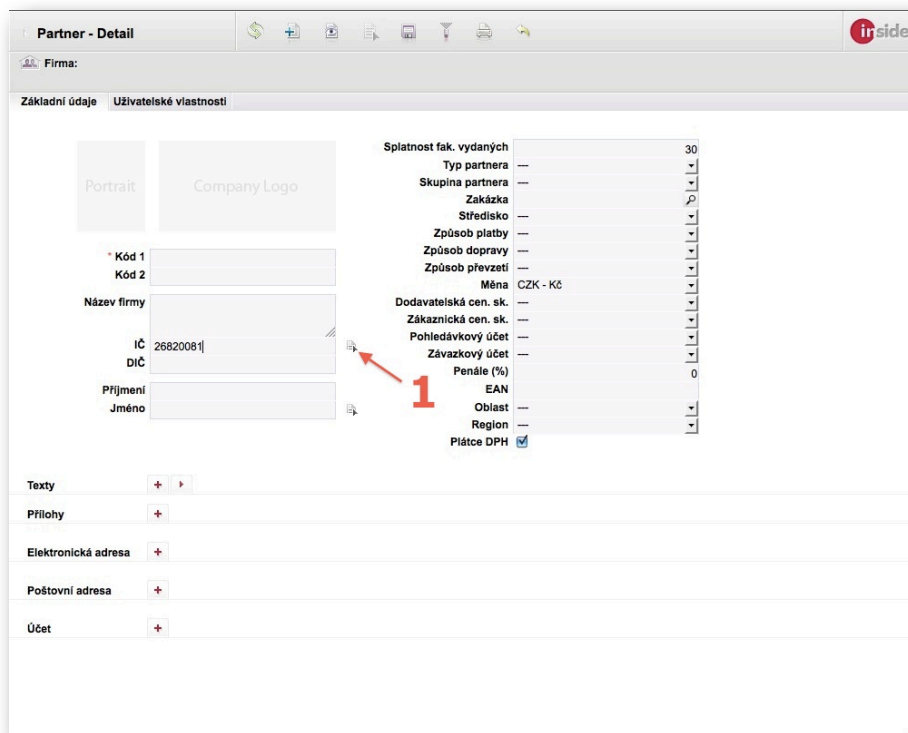 Partner - Detail
inside
Firma:
Základní údaje
Uživatelské vlastnosti
Portrait
Company Logo
* Kód 1
Kód 2
Název firmy
IČ 26820081
DIČ
Příjmení
Jméno
1
Splatnost fak. vydaných 30
Typ partnera ---
Skupina partnera ---
Zakázka
Středisko ---
Způsob platby ---
Způsob dopravy ---
Způsob převzetí ---
Měna CZK - Kč
Dodavatelská cen. sk. ---
Zákaznická cen. sk. ---
Pohledávkový účet ---
Závazkový účet ---
Penále (%) 0
EAN
Oblast ---
Region ---
Plátce DPH
Texty
Přílohy
Elektronická adresa
Poštovní adresa
Účet